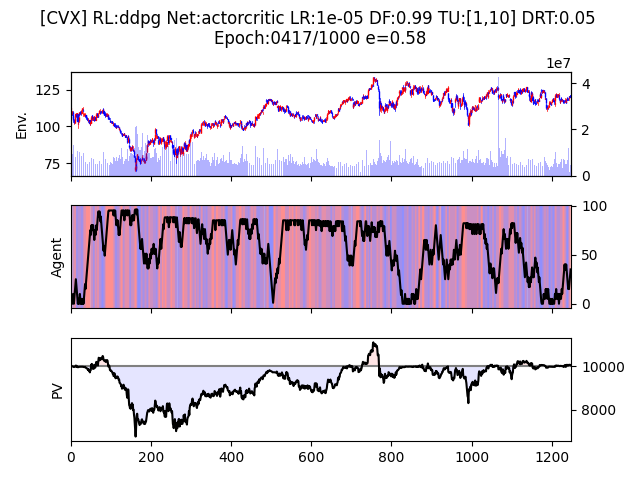 [CVX] RL:ddpg Net:actorcritic LR:1e-05 DF:0.99 TU:[1,10] DRT:0.05
Epoch:0417/1000 e=0.58
1e7
125
100
75
Env.
4
2
0
Agent
100
50
0
PV
10000
8000
0 200 400 600 800 1000 1200